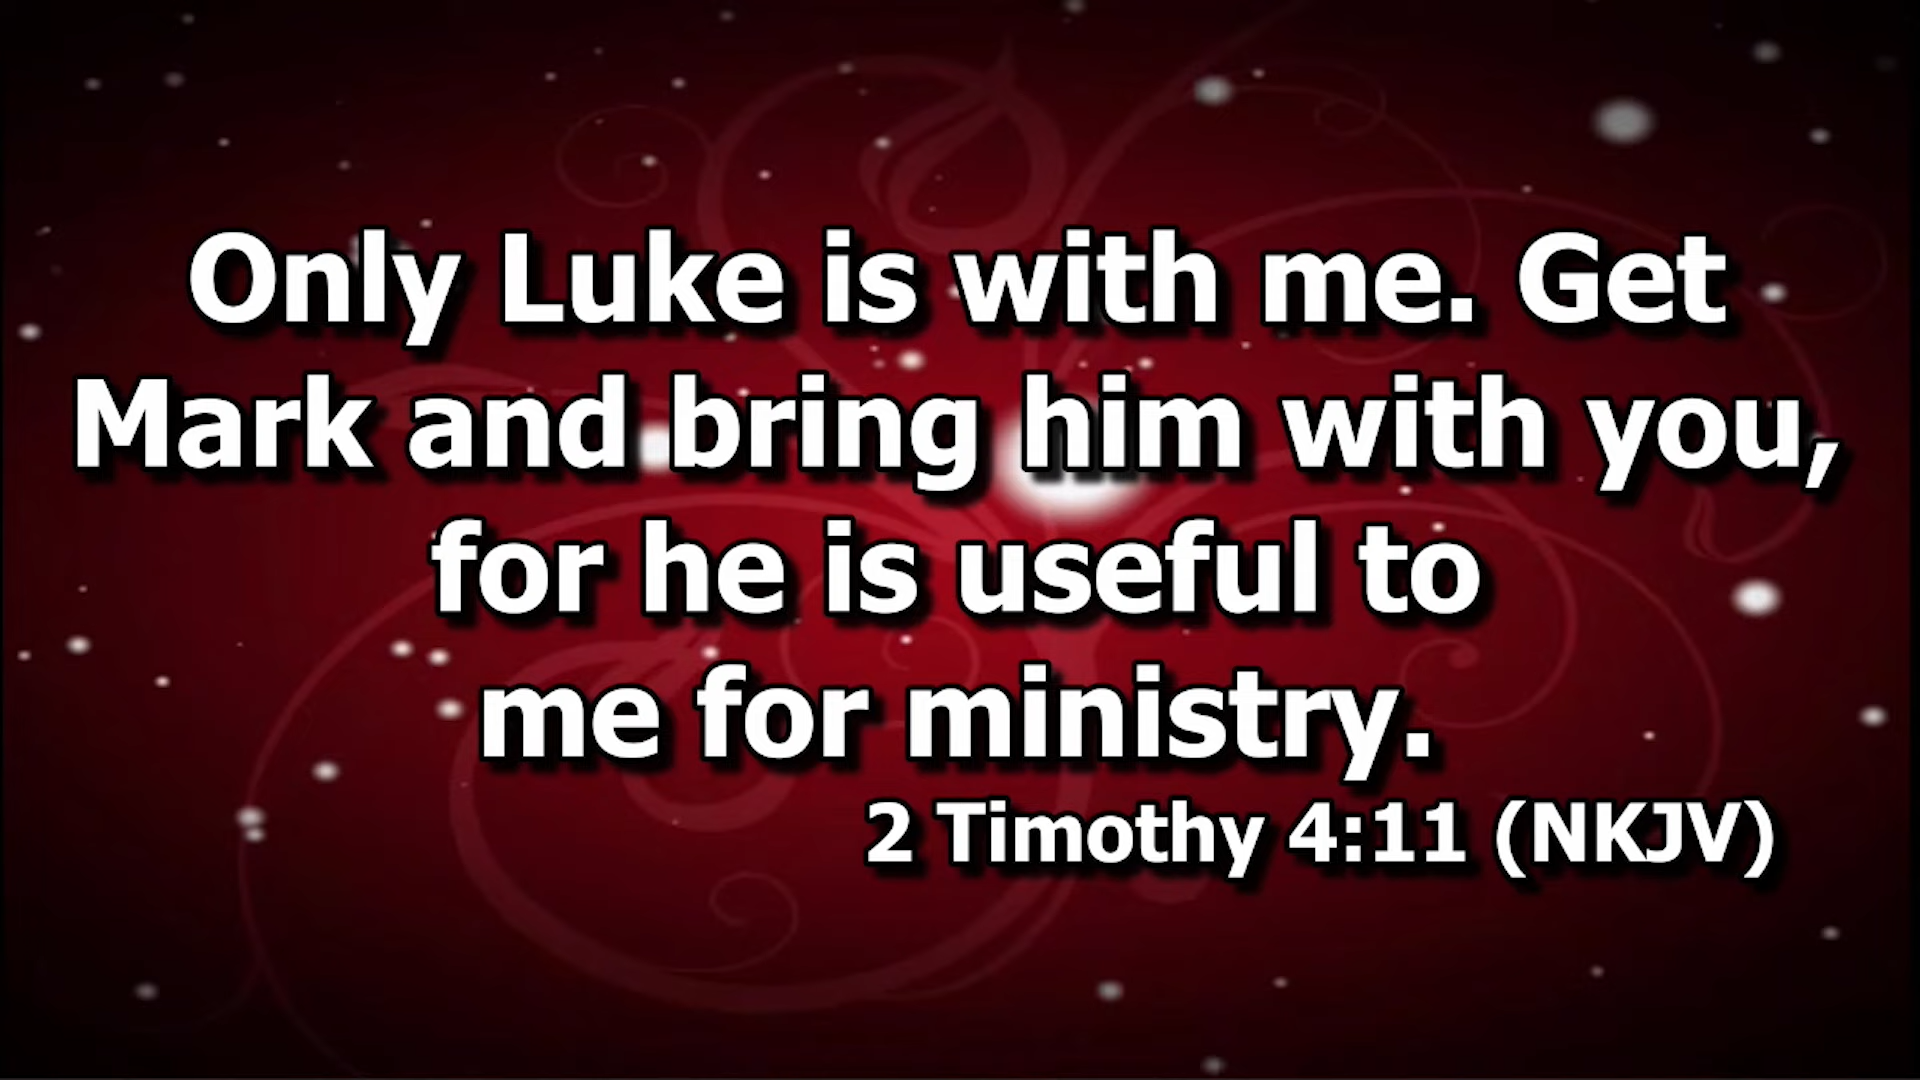 Only Luke is with me. Get
Mark and bring him with you,
for he is useful to
me for ministry.
2 Timothy 4:11 (NKJV)